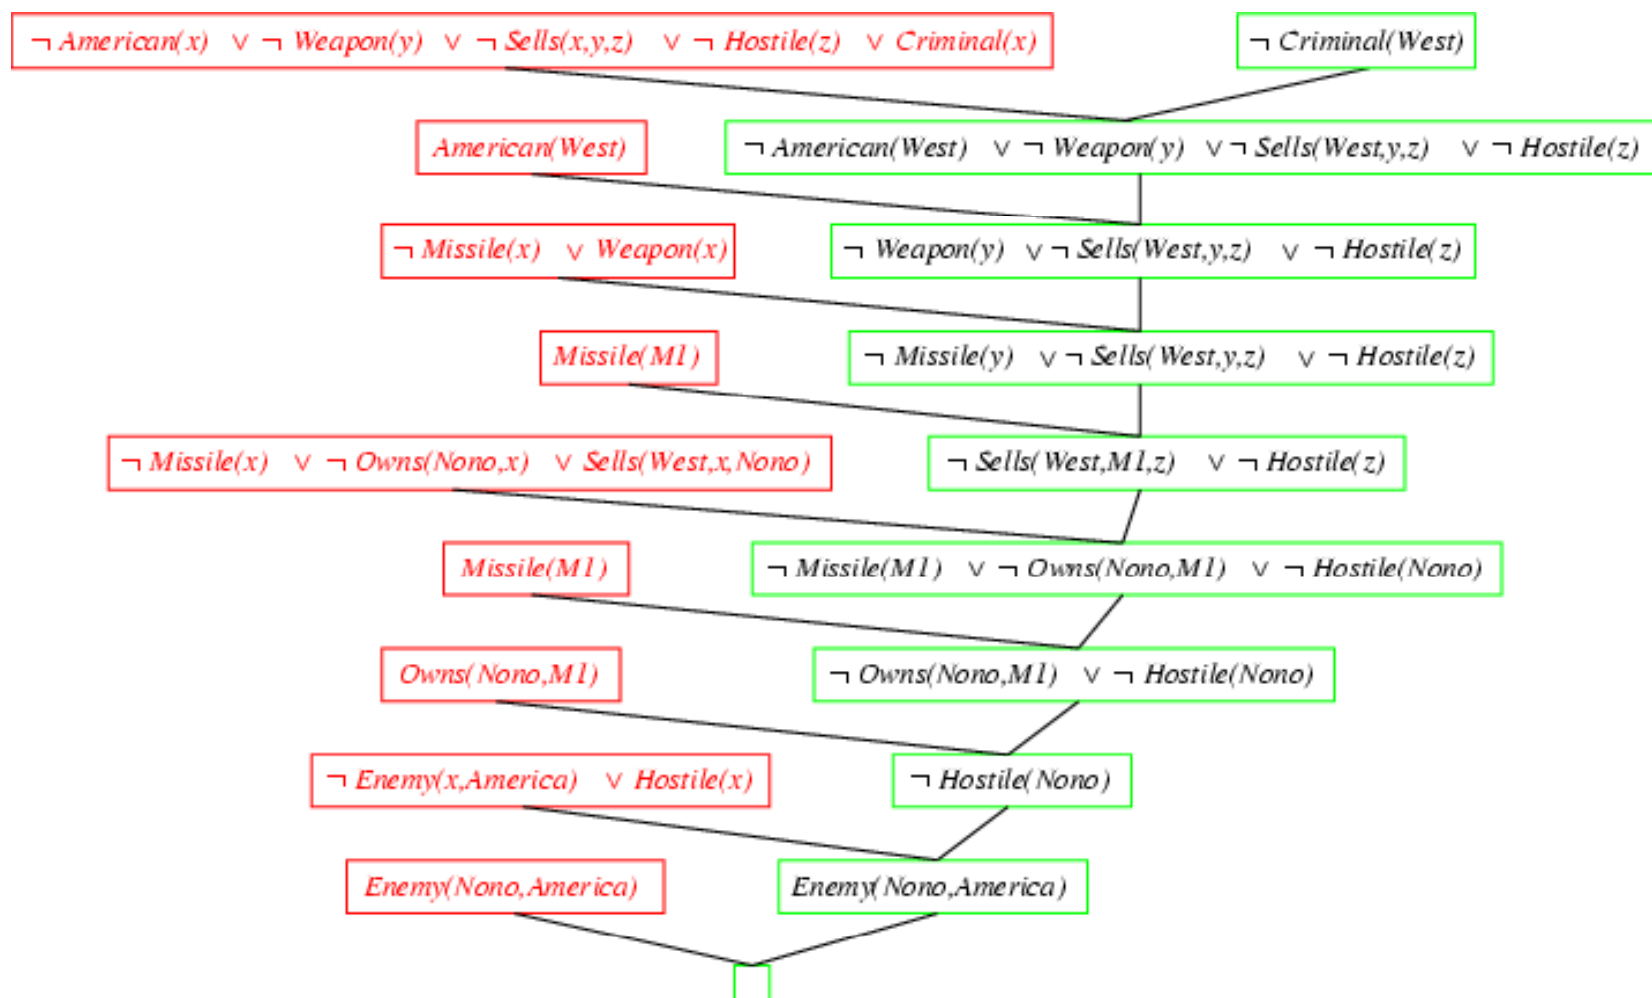 ¬ American(x) ∨ ¬ Weapon(y) ∨ ¬ Sells(x,y,z) ∨ ¬ Hostile(z) ∨ Criminal(x) ¬ Criminal(West)
American(West) ¬ American(West) ∨ ¬ Weapon(y) ∨ ¬ Sells(West,y,z) ∨ ¬ Hostile(z)
¬ Missile(x) ∨ Weapon(x) ¬ Weapon(y) ∨ ¬ Sells(West,y,z) ∨ ¬ Hostile(z)
Missile(M1) ¬ Missile(y) ∨ ¬ Sells(West,y,z) ∨ ¬ Hostile(z)
¬ Missile(x) ∨ ¬ Owns(Nono,x) ∨ Sells(West,x,Nono) ¬ Sells(West,M1,z) ∨ ¬ Hostile(z)
Missile(M1) ¬ Missile(M1) ∨ ¬ Owns(Nono,M1) ∨ ¬ Hostile(Nono)
Owns(Nono,M1) ¬ Owns(Nono,M1) ∨ ¬ Hostile(Nono)
¬ Enemy(x,America) ∨ Hostile(x) ¬ Hostile(Nono)
Enemy(Nono,America) Enemy(Nono,America)